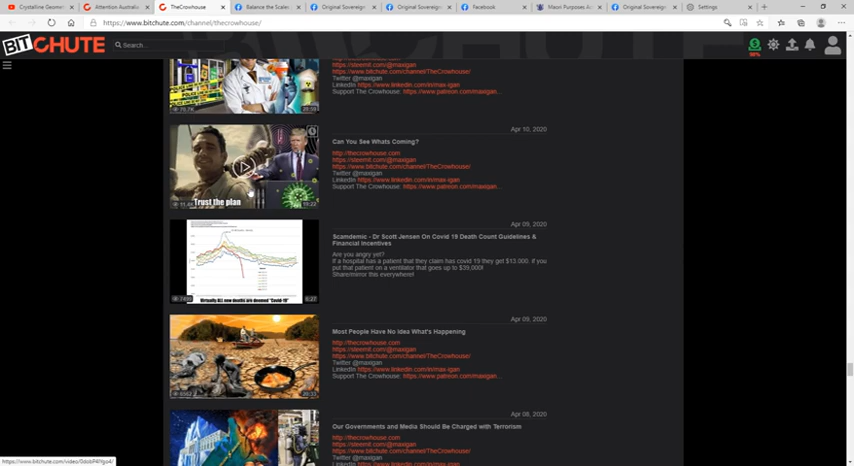 Crystalline Geome
Attention Australia
TheCrowhouse
Balance the Scales
Original Sovereign
Original Sovereign
Facebook
Maori Purposes A
Original Sovereign
Settings
https://www.bitchute.com/channel/thecrowhouse/
BITCHUTE
Search...
https://steemit.com/@maxigan
https://www.bitchute.com/channel/TheCrowhouse/
Twitter @maxigan
LinkedIn https://www.linkedin.com/in/max-igan
Support The Crowhouse: https://www.patreon.com/maxigan...
Apr 10, 2020
Can You See Whats Coming?
http://thecrowhouse.com
https://steemit.com/@maxigan
https://www.bitchute.com/channel/TheCrowhouse/
Twitter @maxigan
LinkedIn https://www.linkedin.com/in/max-igan
Support The Crowhouse: https://www.patreon.com/maxigan...
Trust the plan
Apr 09, 2020
Scamdemic - Dr Scott Jensen On Covid 19 Death Count Guidelines &
Financial Incentives
Are you angry yet?
If a hospital has a patient that they claim has covid 19 they get $13.000. if you
put that patient on a ventilator that goes up to $39,000!
Share/mirror this everywhere!
Virtually ALL new deaths are deemed "Covid-19"
Apr 09, 2020
Most People Have No Idea What's Happening
http://thecrowhouse.com
https://steemit.com/@maxigan
https://www.bitchute.com/channel/TheCrowhouse/
Twitter @maxigan
LinkedIn https://www.linkedin.com/in/max-igan
Support The Crowhouse: https://www.patreon.com/maxigan...
Apr 08, 2020
Our Governments and Media Should Be Charged with Terrorism
http://thecrowhouse.com
https://steemit.com/@maxigan
https://www.bitchute.com/channel/TheCrowhouse/
Twitter @maxigan